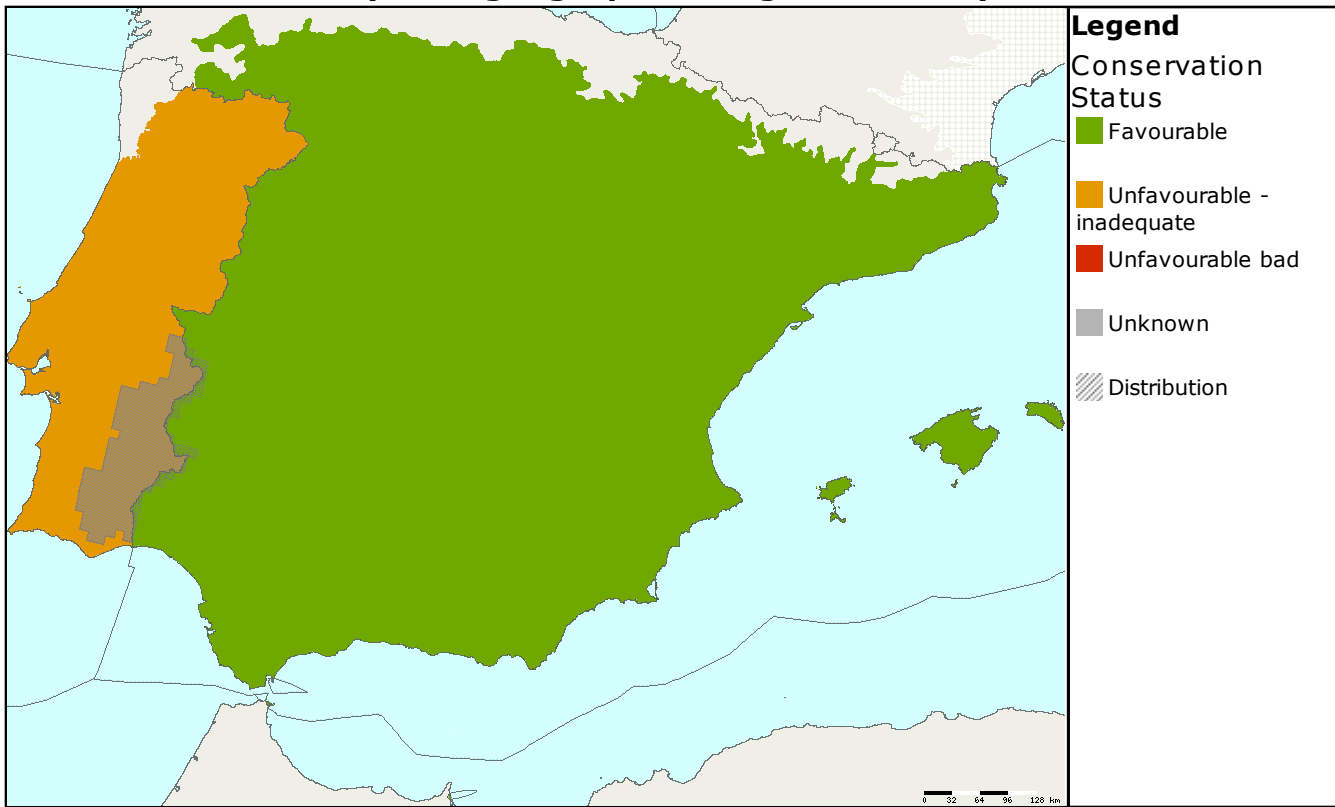 Legend
Conservation
Status
Favourable
Unfavourable -
inadequate
Unfavourable bad
Unknown
Distribution
0 32 64 96 128 km